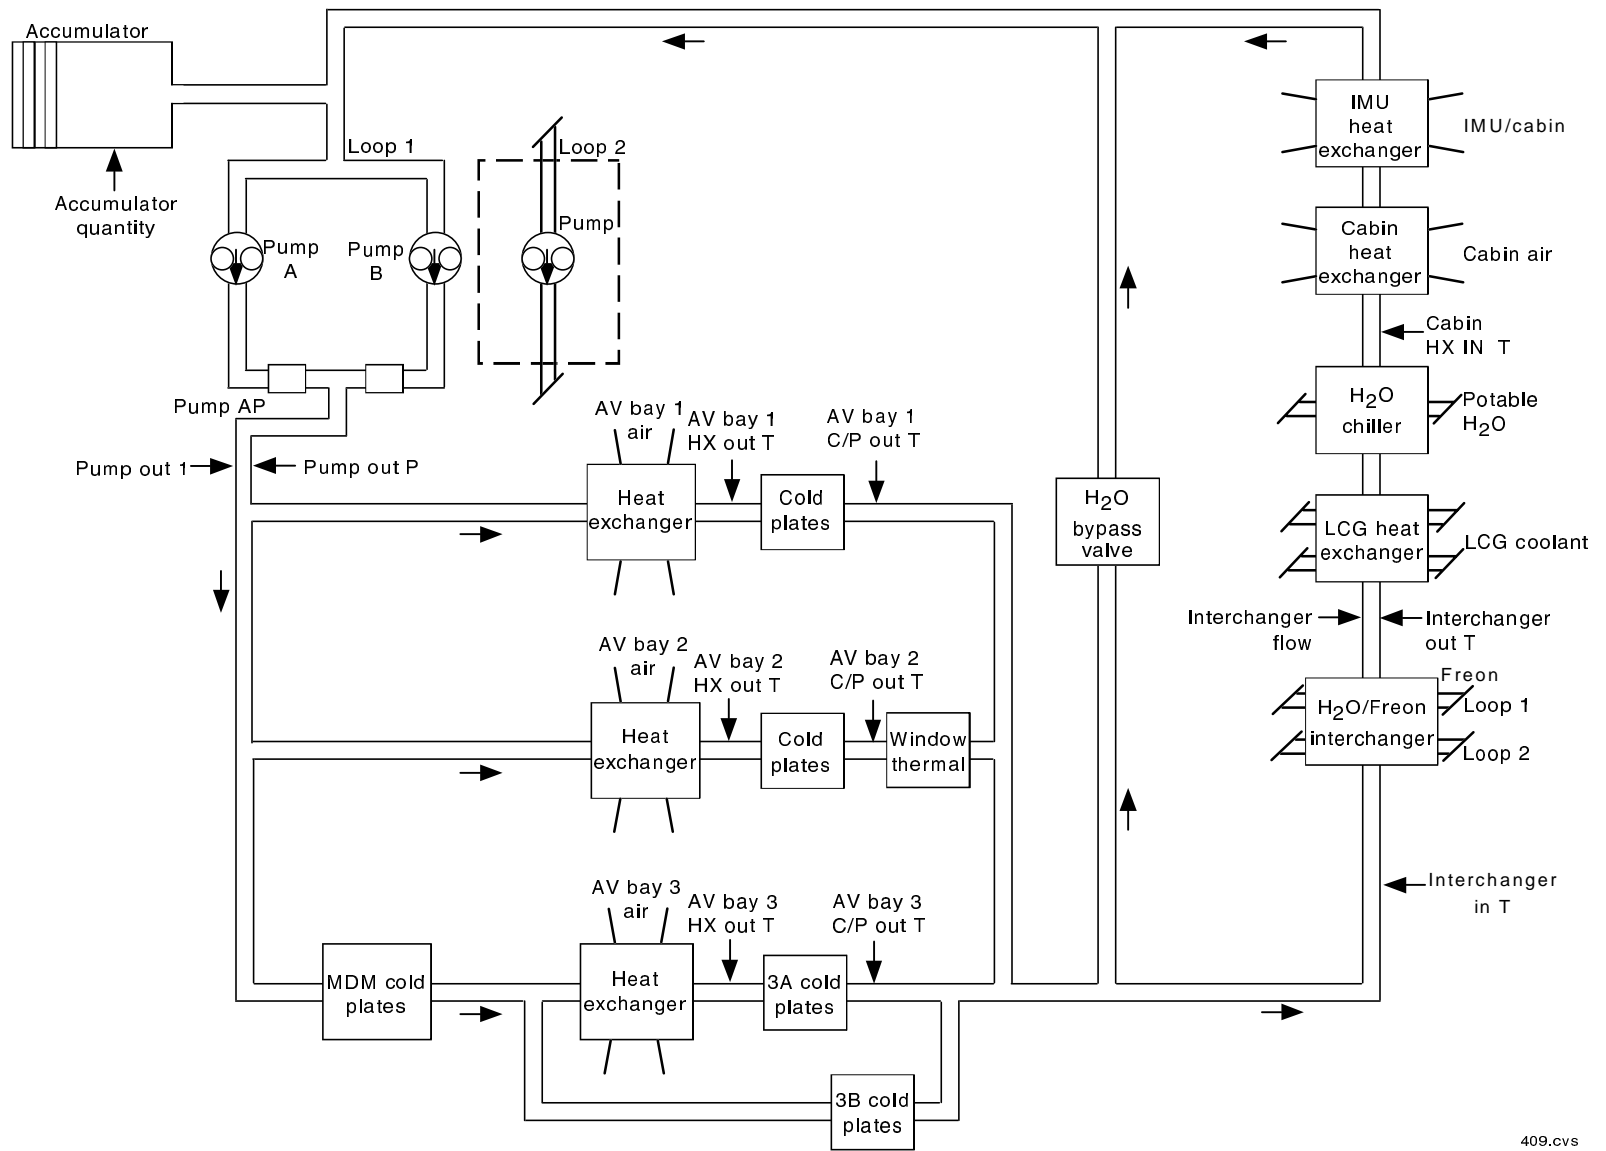 Accumulator
Accumulator
quantity
Loop 1
Loop 2
Pump
A
Pump
B
Pump
Pump AP
Pump out 1
Pump out P
AV bay 1
air
AV bay 1
HX out T
AV bay 1
C/P out T
Heat
exchanger
Cold
plates
AV bay 2
air
AV bay 2
HX out T
AV bay 2
C/P out T
Heat
exchanger
Cold
plates
Window
thermal
AV bay 3
air
AV bay 3
HX out T
AV bay 3
C/P out T
MDM cold
plates
Heat
exchanger
3A cold
plates
3B cold
plates
H2O
bypass
valve
IMU
heat
exchanger
IMU/cabin
Cabin
heat
exchanger
Cabin air
Cabin
HX IN T
H2O
chiller
Potable
H2O
LCG heat
exchanger
LCG coolant
Interchanger
flow
Interchanger
out T
Freon
H2O/Freon
interchanger
Loop 1
Loop 2
Interchanger
in T
409.cvs